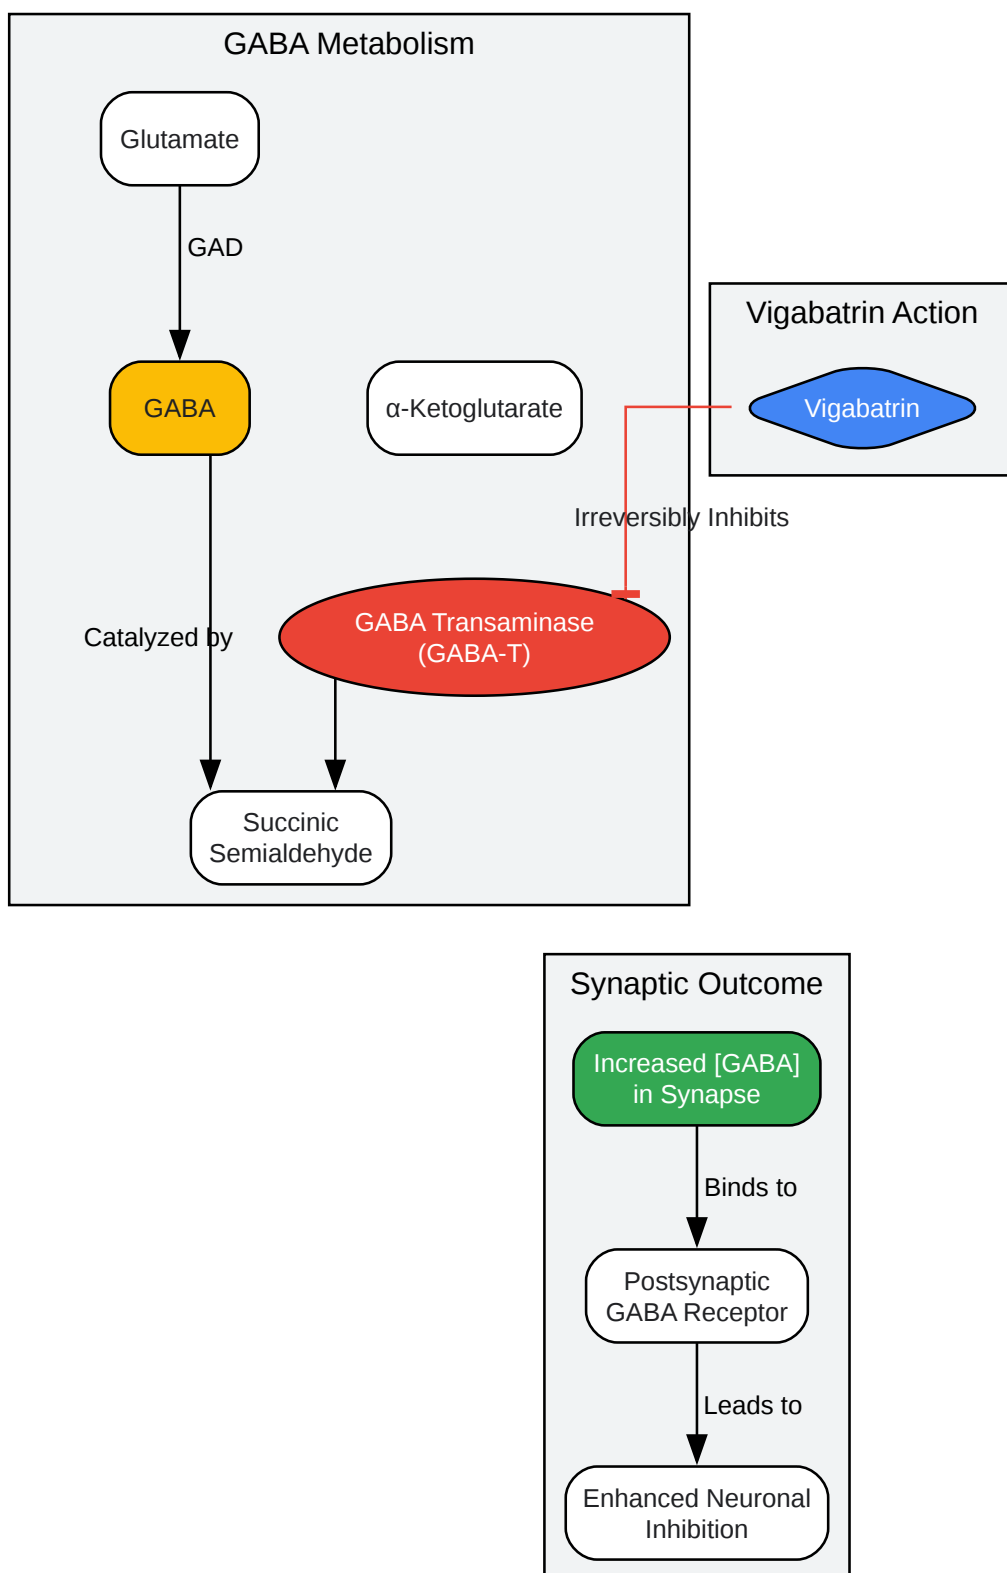 GABA Metabolism
Glutamate
GAD
GABA
α-Ketoglutarate
Catalyzed by
GABA Transaminase
(GABA-T)
Succinic
Semialdehyde
Vigabatrin Action
Vigabatrin
Irreversibly Inhibits
Synaptic Outcome
Increased [GABA]
in Synapse
Binds to
Postsynaptic
GABA Receptor
Leads to
Enhanced Neuronal
Inhibition